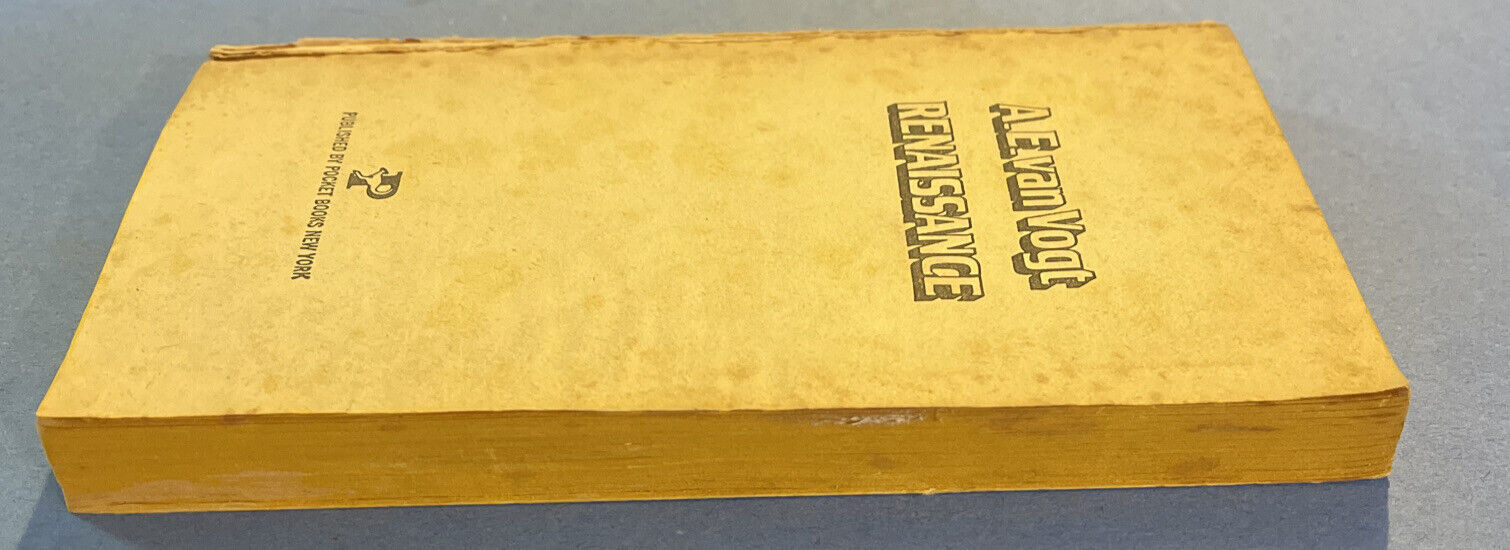 A.E. van Vogt
RENAISSANCE
PUBLISHED BY POCKET BOOKS NEW YORK